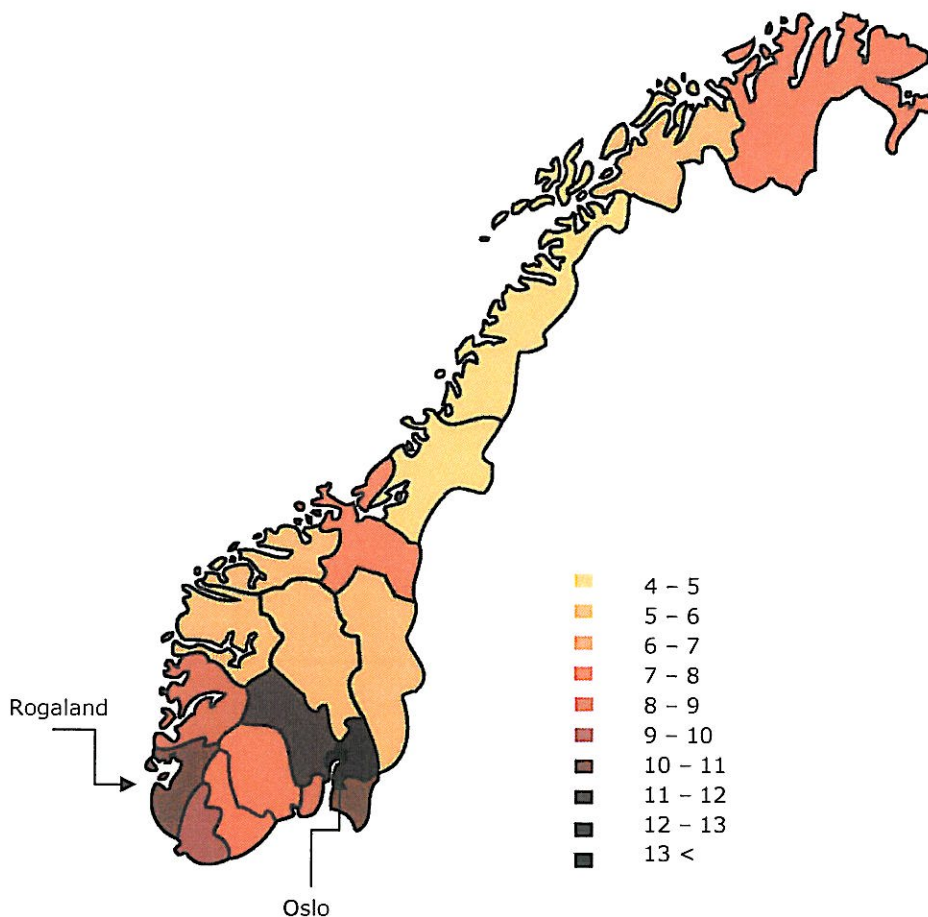 4 – 5
5 – 6
6 – 7
7 – 8
8 – 9
9 – 10
10 – 11
11 – 12
12 – 13
13 <
Rogaland
Oslo